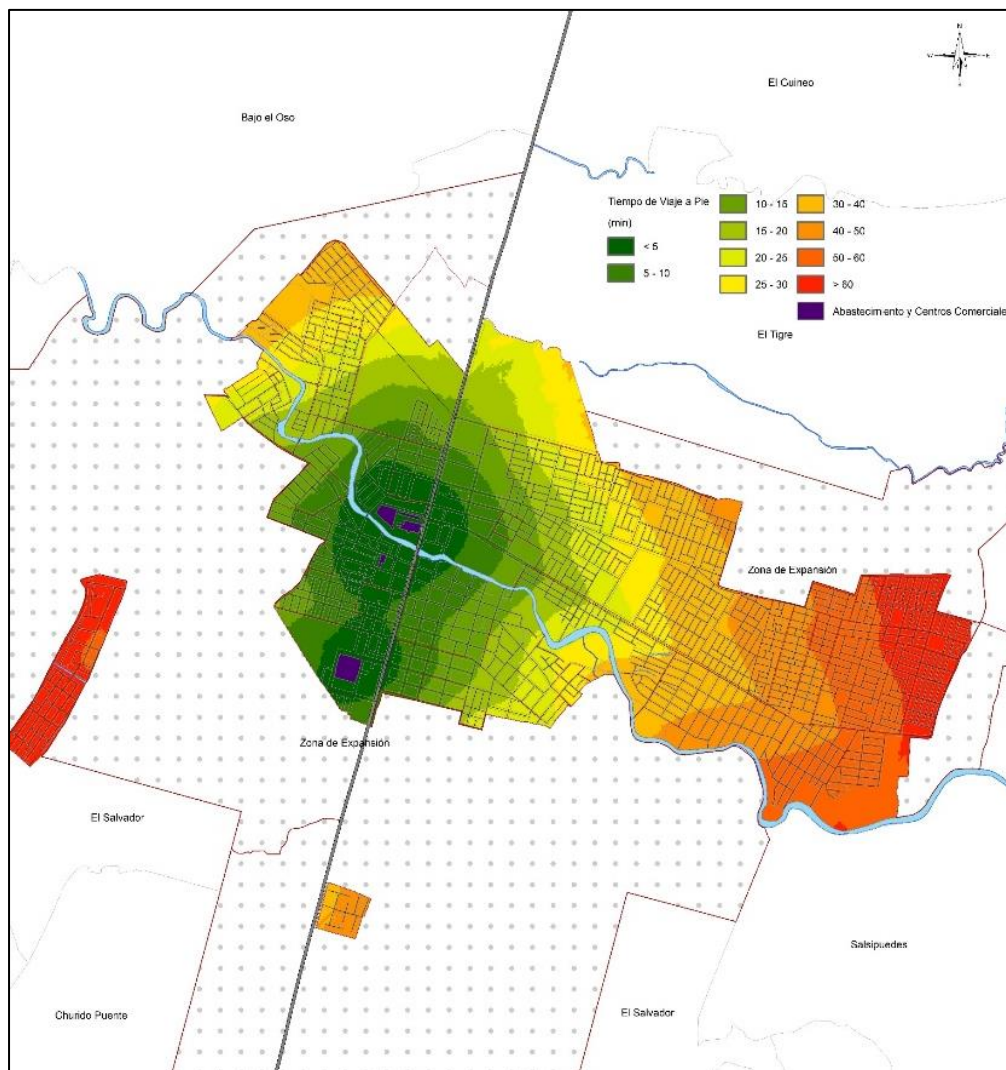 N
W
E
S
El Guineo
Bajo el Oso
Tiempo de Viaje a Pie
(min)
< 5
5 - 10
10 - 15
15 - 20
20 - 25
25 - 30
30 - 40
40 - 50
50 - 60
> 60
Abastecimiento y Centros Comerciale
El Tigre
Zona de Expansión
Zona de Expansión
El Salvador
Salsipuedes
Churido Puente
El Salvador